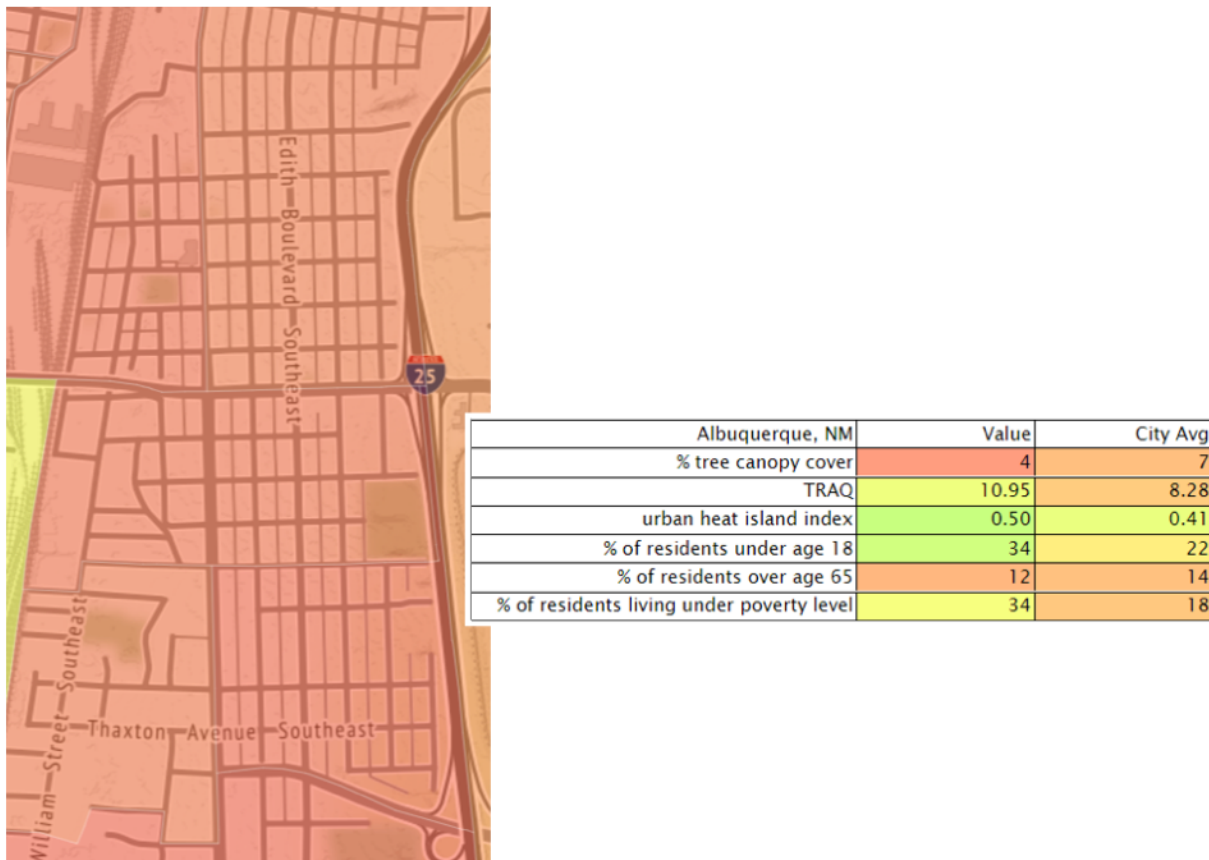 Edith Boulevard Southeast
25
Albuquerque, NM Value City Avg
% tree canopy cover 4 7
TRAQ 10.95 8.28
urban heat island index 0.50 0.41
% of residents under age 18 34 22
% of residents over age 65 12 14
% of residents living under poverty level 34 18
William Street Southeast
Thaxton Avenue Southeast